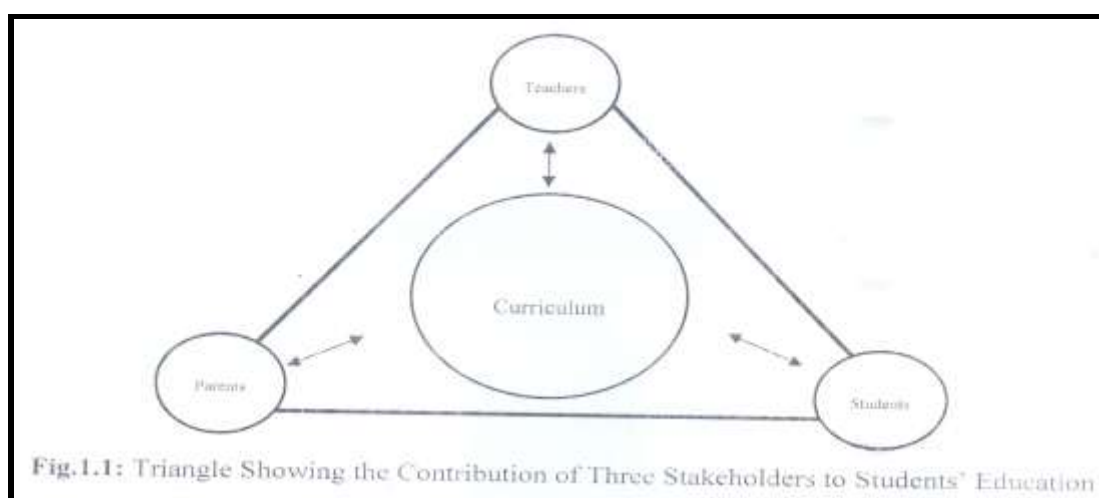 Teachers
Curriculum
Parents
Students
Fig.1.1: Triangle Showing the Contribution of Three Stakeholders to Students' Education